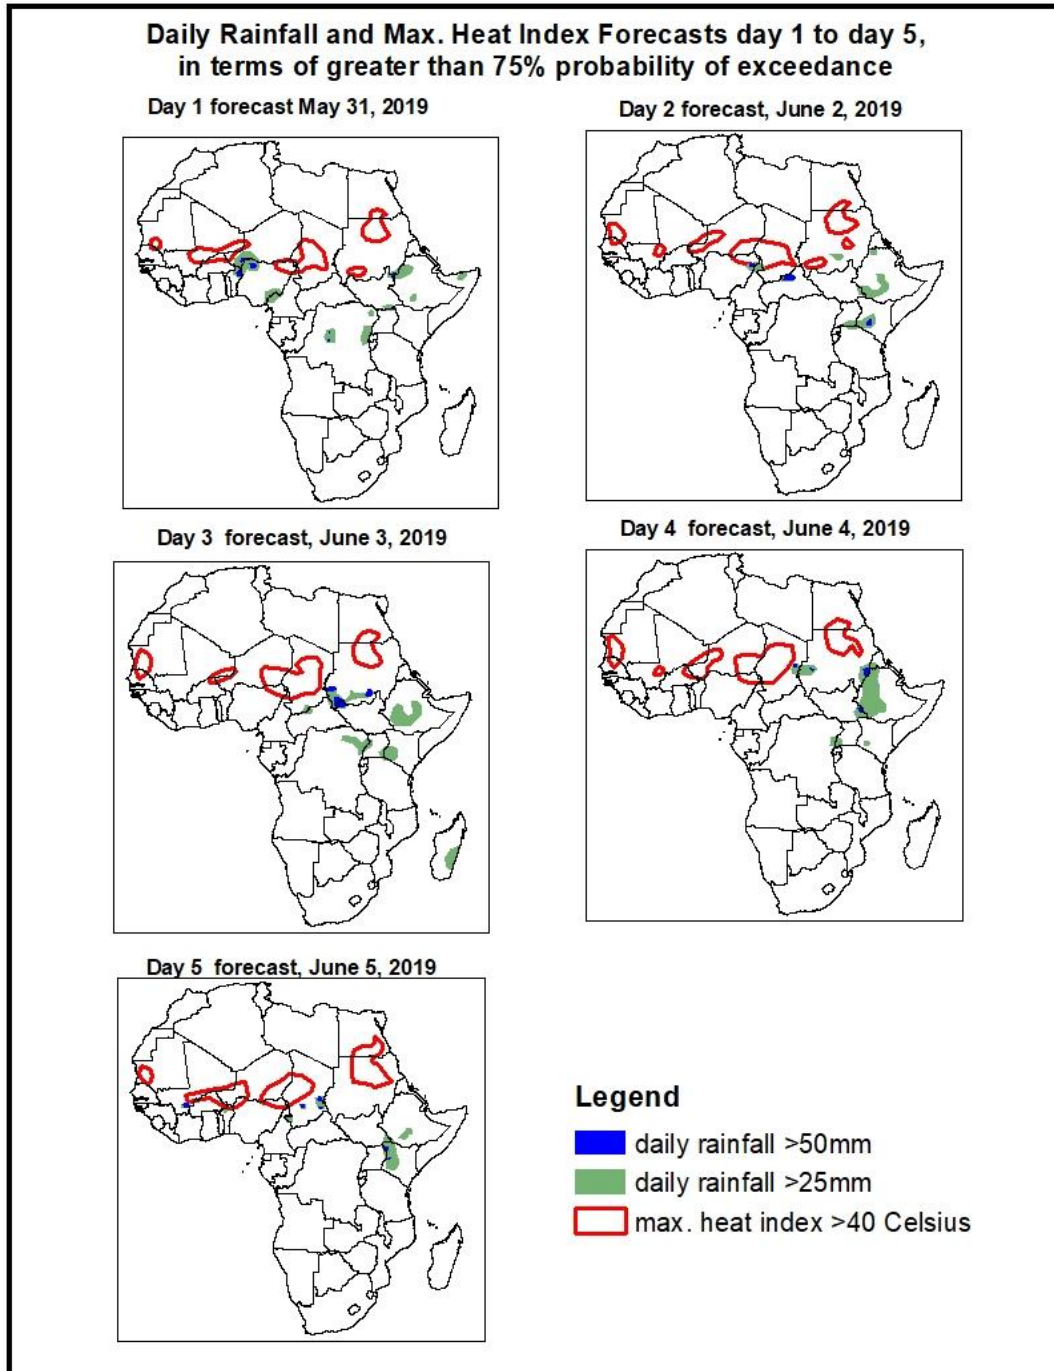 Daily Rainfall and Max. Heat Index Forecasts day 1 to day 5,
in terms of greater than 75% probability of exceedance
Day 1 forecast May 31, 2019
Day 2 forecast, June 2, 2019
Day 3 forecast, June 3, 2019
Day 4 forecast, June 4, 2019
Day 5 forecast, June 5, 2019
Legend
daily rainfall >50mm
daily rainfall >25mm
max. heat index >40 Celsius